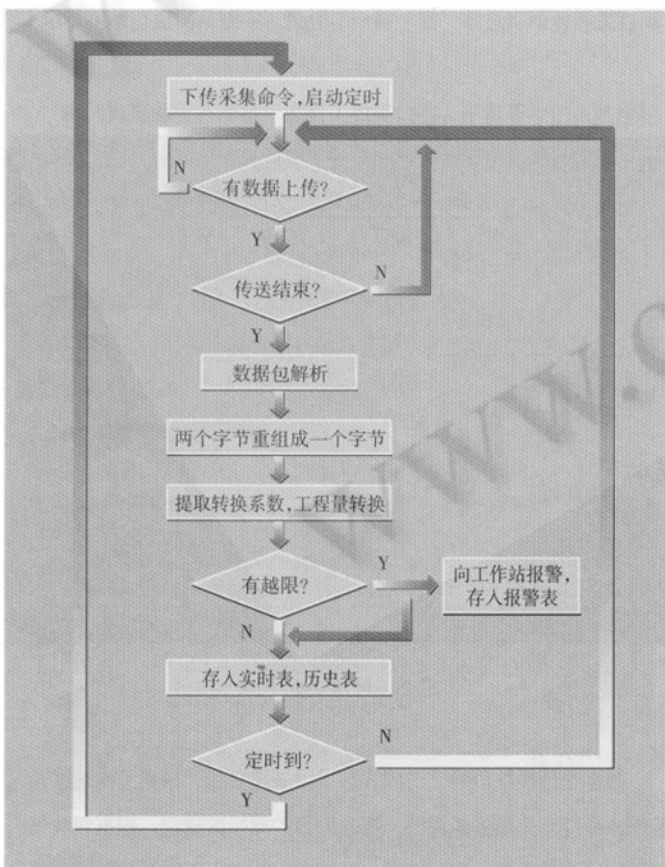 下传采集命令,启动定时
N
有数据上传?
Y
传送结束?
N
Y
数据包解析
两个字节重组成一个字节
提取转换系数,工程量转换
有越限?
Y
向工作站报警,
存入报警表
N
存入实时表,历史表
定时到?
N
Y